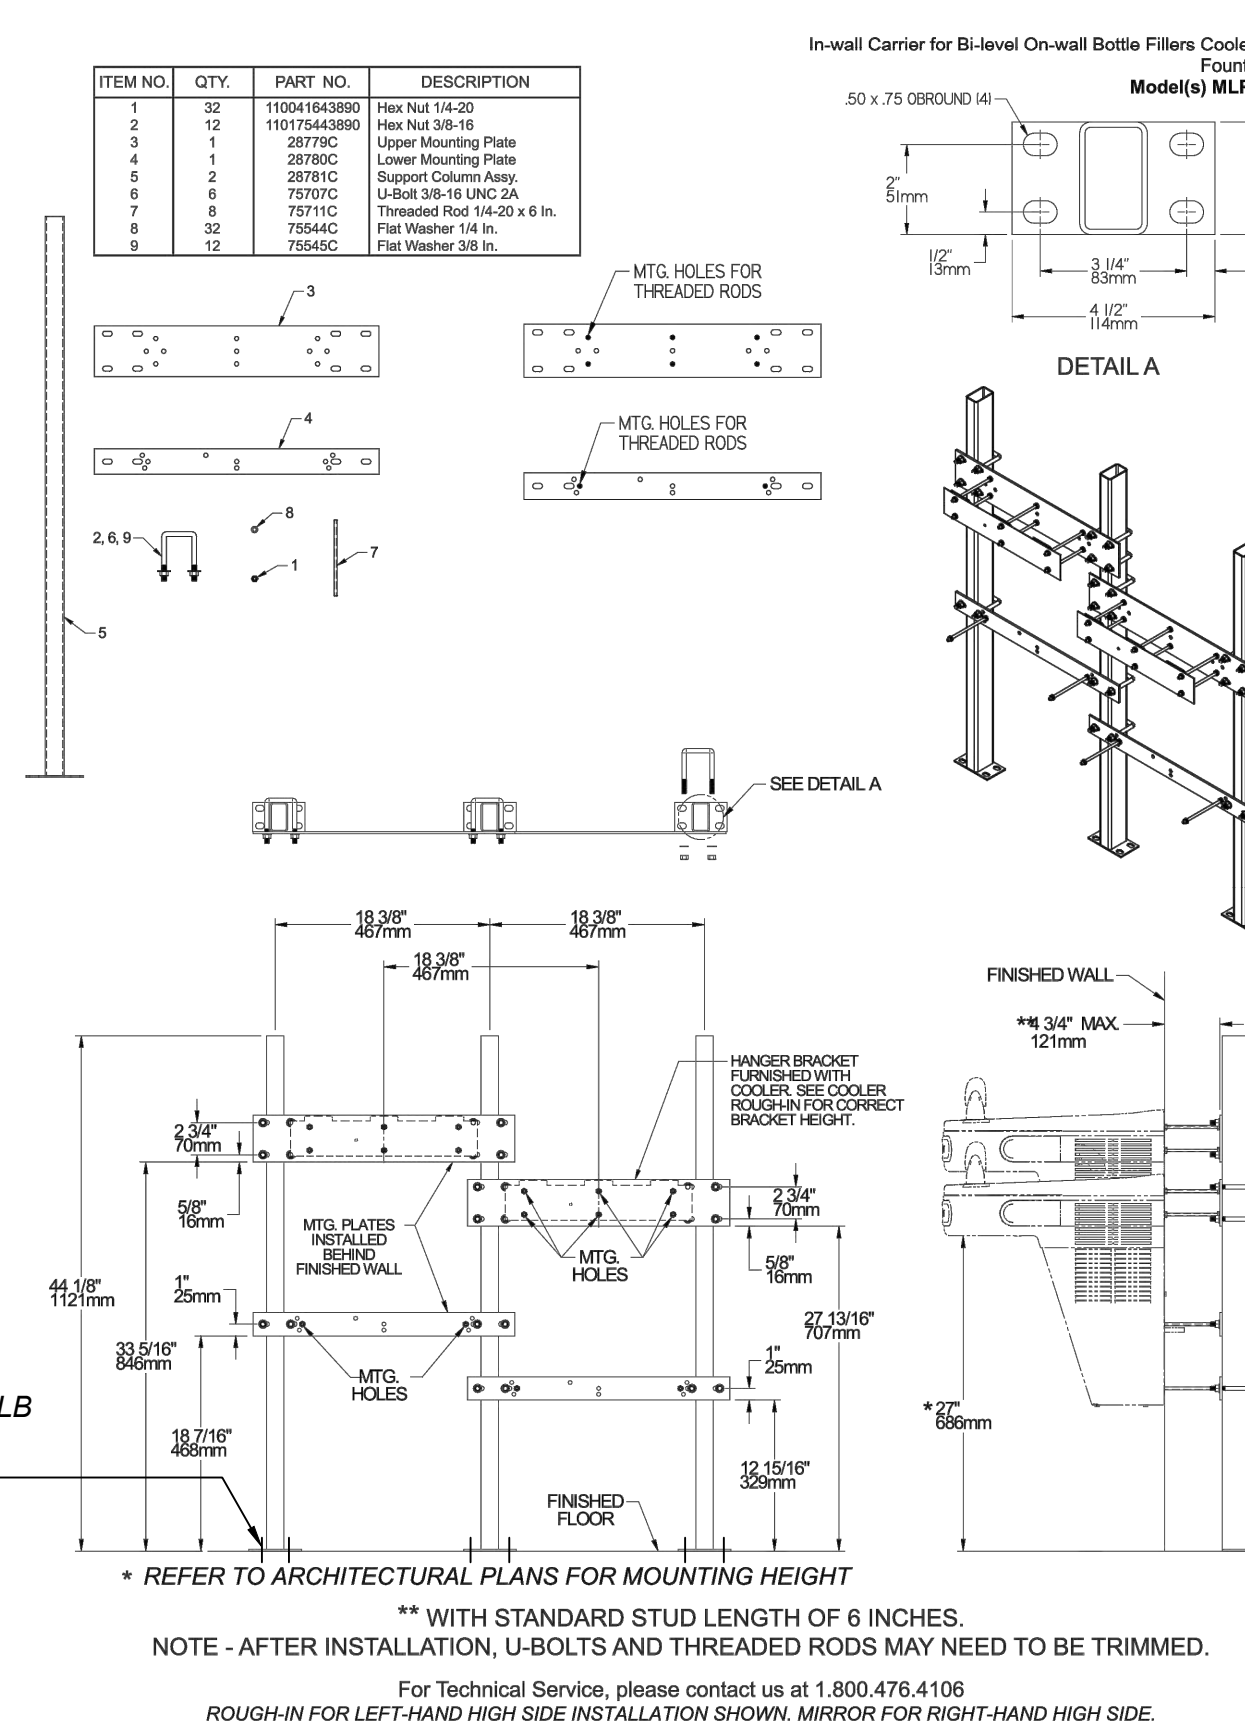 In-wall Carrier for Bi-level On-wall Bottle Fillers Coole
Fount
Model(s) MLR
ITEM NO. QTY. PART NO. DESCRIPTION
1 32 110041643890 Hex Nut 1/4-20
2 12 110175443890 Hex Nut 3/8-16
3 1 28779C Upper Mounting Plate
4 1 28780C Lower Mounting Plate
5 2 28781C Support Column Assy.
6 6 75707C U-Bolt 3/8-16 UNC 2A
7 8 75711C Threaded Rod 1/4-20 x 6 In.
8 32 75544C Flat Washer 1/4 In.
9 12 75545C Flat Washer 3/8 In.
.50 x .75 OBROUND (4)
2"
51mm
1/2"
13mm
3 1/4"
83mm
4 1/2"
114mm
DETAIL A
3
MTG. HOLES FOR
THREADED RODS
4
MTG. HOLES FOR
THREADED RODS
2, 6, 9
8
1
7
5
SEE DETAIL A
18 3/8"
467mm
18 3/8"
467mm
18 3/8"
467mm
FINISHED WALL
**4 3/4" MAX.
121mm
HANGER BRACKET
FURNISHED WITH
COOLER. SEE COOLER
ROUGH-IN FOR CORRECT
BRACKET HEIGHT.
2 3/4"
70mm
5/8"
16mm
MTG. PLATES
INSTALLED
BEHIND
FINISHED WALL
MTG.
HOLES
2 3/4"
70mm
5/8"
16mm
44 1/8"
1121mm
1"
25mm
33 5/16"
846mm
27 13/16"
707mm
1"
25mm
MTG.
HOLES
LB
18 7/16"
468mm
12 15/16"
329mm
* 27"
686mm
FINISHED
FLOOR
* REFER TO ARCHITECTURAL PLANS FOR MOUNTING HEIGHT
** WITH STANDARD STUD LENGTH OF 6 INCHES.
NOTE - AFTER INSTALLATION, U-BOLTS AND THREADED RODS MAY NEED TO BE TRIMMED.
For Technical Service, please contact us at 1.800.476.4106
ROUGH-IN FOR LEFT-HAND HIGH SIDE INSTALLATION SHOWN. MIRROR FOR RIGHT-HAND HIGH SIDE.